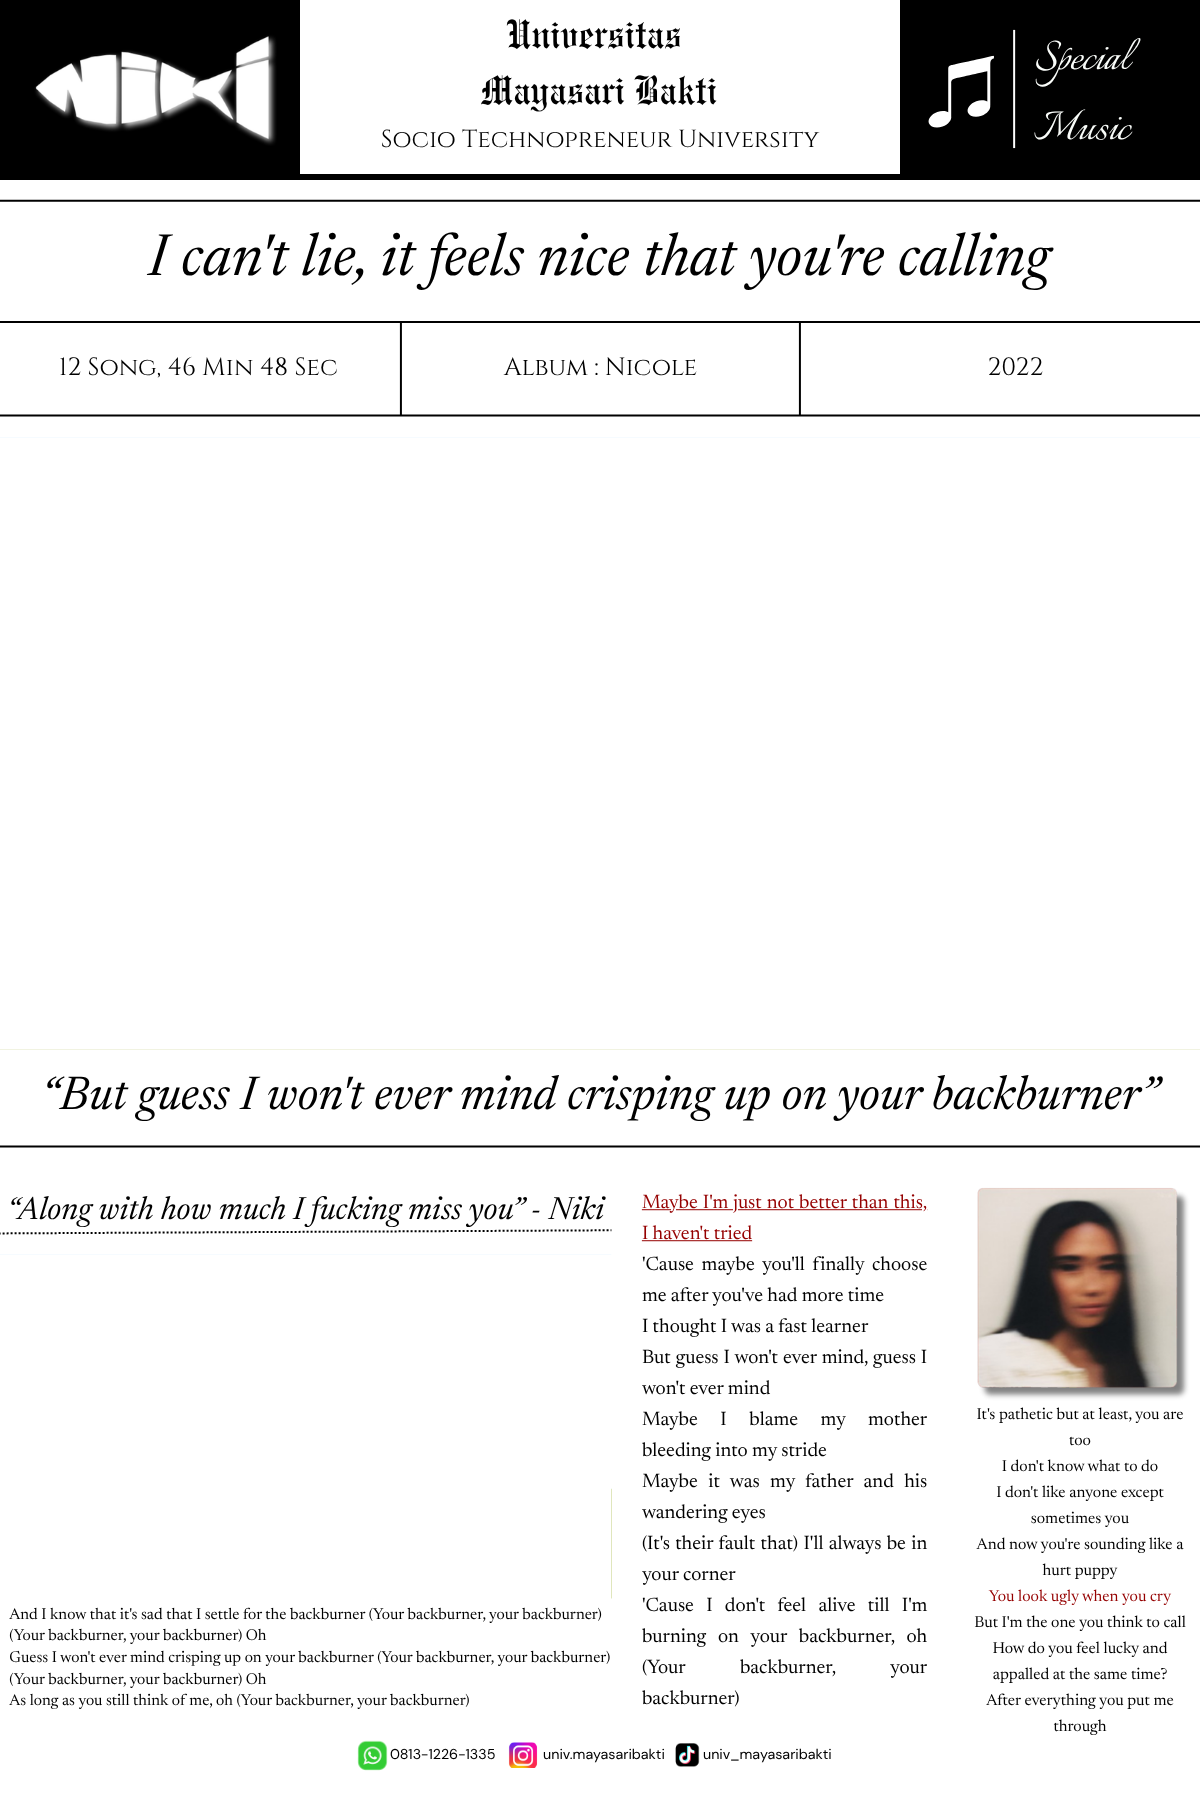 Niki
Universitas
Mayasari Bakti
Socio Technopreneur University
Special
Music
I can't lie, it feels nice that you're calling
12 Song, 46 Min 48 Sec
Album : Nicole
2022
“But guess I won't ever mind crisping up on your backburner”
“Along with how much I fucking miss you” - Niki
And I know that it's sad that I settle for the backburner (Your backburner, your backburner)
(Your backburner, your backburner) Oh
Guess I won't ever mind crisping up on your backburner (Your backburner, your backburner)
(Your backburner, your backburner) Oh
As long as you still think of me, oh (Your backburner, your backburner)
Maybe I'm just not better than this,
I haven't tried
'Cause maybe you'll finally choose
me after you've had more time
I thought I was a fast learner
But guess I won't ever mind, guess I
won't ever mind
Maybe I blame my mother
bleeding into my stride
Maybe it was my father and his
wandering eyes
(It's their fault that) I'll always be in
your corner
'Cause I don't feel alive till I'm
burning on your backburner, oh
(Your backburner, your
backburner)
It's pathetic but at least, you are
too
I don't know what to do
I don't like anyone except
sometimes you
And now you're sounding like a
hurt puppy
You look ugly when you cry
But I'm the one you think to call
How do you feel lucky and
appalled at the same time?
After everything you put me
through
0813-1226-1335
univ.mayasaribakti
univ_mayasaribakti